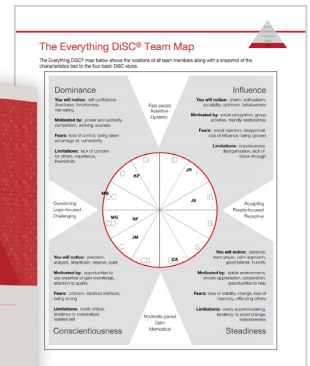 The Everything DiSC® Team Map
The Everything DiSC® map below shows the locations of all team members along with a snapshot of the
characteristics tied to the four basic DiSC styles.
Dominance
You will notice: self-confidence,
directness, forcefulness,
risk-taking
Motivated by: power and authority,
competition, winning, success
Fears: loss of control, being taken
advantage of, vulnerability
Limitations: lack of concern
for others, impatience,
insensitivity
Fast-paced
Assertive
Dynamic
Influence
You will notice: charm, enthusiasm,
sociability, optimism, talkativeness
Motivated by: social recognition, group
activities, friendly relationships
Fears: social rejection, disapproval,
loss of influence, being ignored
Limitations: impulsiveness,
disorganization, lack of
follow-through
D
Di
iD
i
KP
JR
DC
MB
JS
iS
Questioning
Logic-focused
Challenging
Accepting
People-focused
Receptive
CD
MG
NF
JM
C
CS
CA
S
You will notice: precision,
analysis, skepticism, reserve, quiet
Motivated by: opportunities to
use expertise or gain knowledge,
attention to quality
Fears: criticism, slipshod methods,
being wrong
Limitations: overly critical,
tendency to overanalyze,
isolates self
Conscientiousness
Moderate-paced
Calm
Methodical
You will notice: patience,
team player, calm approach,
good listener, humility
Motivated by: stable environments,
sincere appreciation, cooperation,
opportunities to help
Fears: loss of stability, change, loss of
harmony, offending others
Limitations: overly accommodating,
tendency to avoid change,
indecisiveness
Steadiness